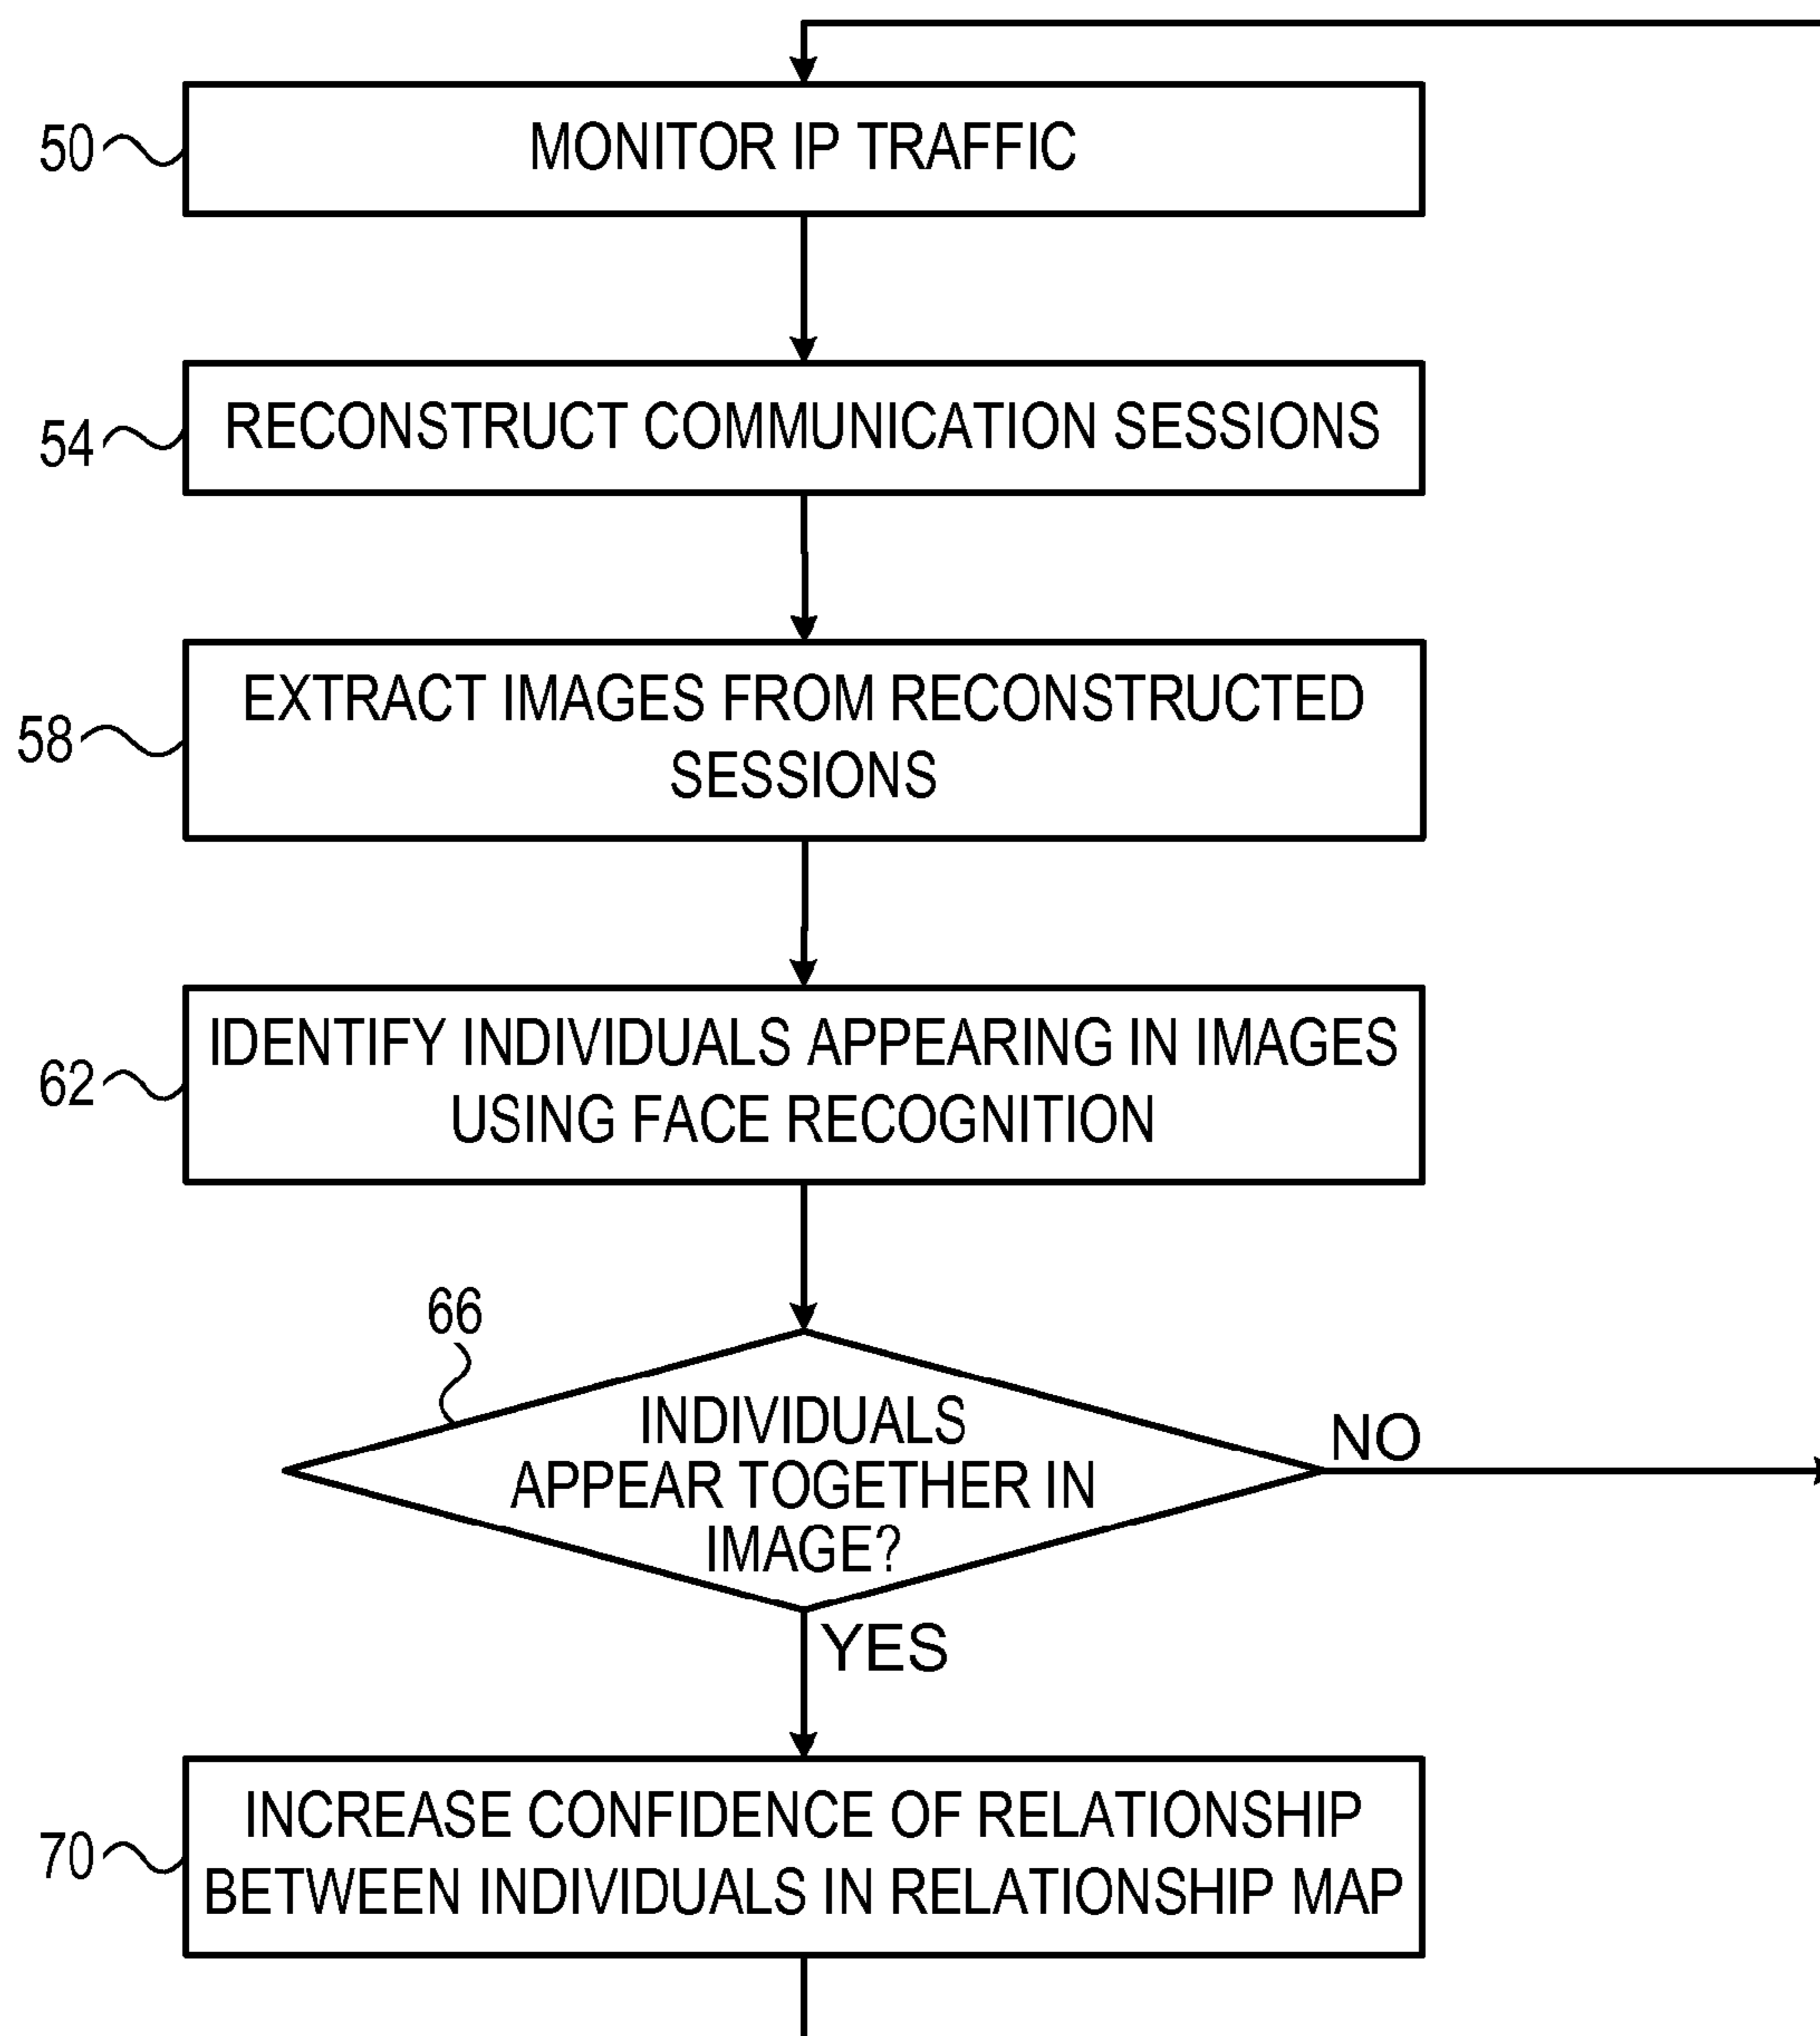 50
MONITOR IP TRAFFIC
54
RECONSTRUCT COMMUNICATION SESSIONS
58
EXTRACT IMAGES FROM RECONSTRUCTED
SESSIONS
62
IDENTIFY INDIVIDUALS APPEARING IN IMAGES
USING FACE RECOGNITION
66
INDIVIDUALS
APPEAR TOGETHER IN
IMAGE?
NO
YES
70
INCREASE CONFIDENCE OF RELATIONSHIP
BETWEEN INDIVIDUALS IN RELATIONSHIP MAP